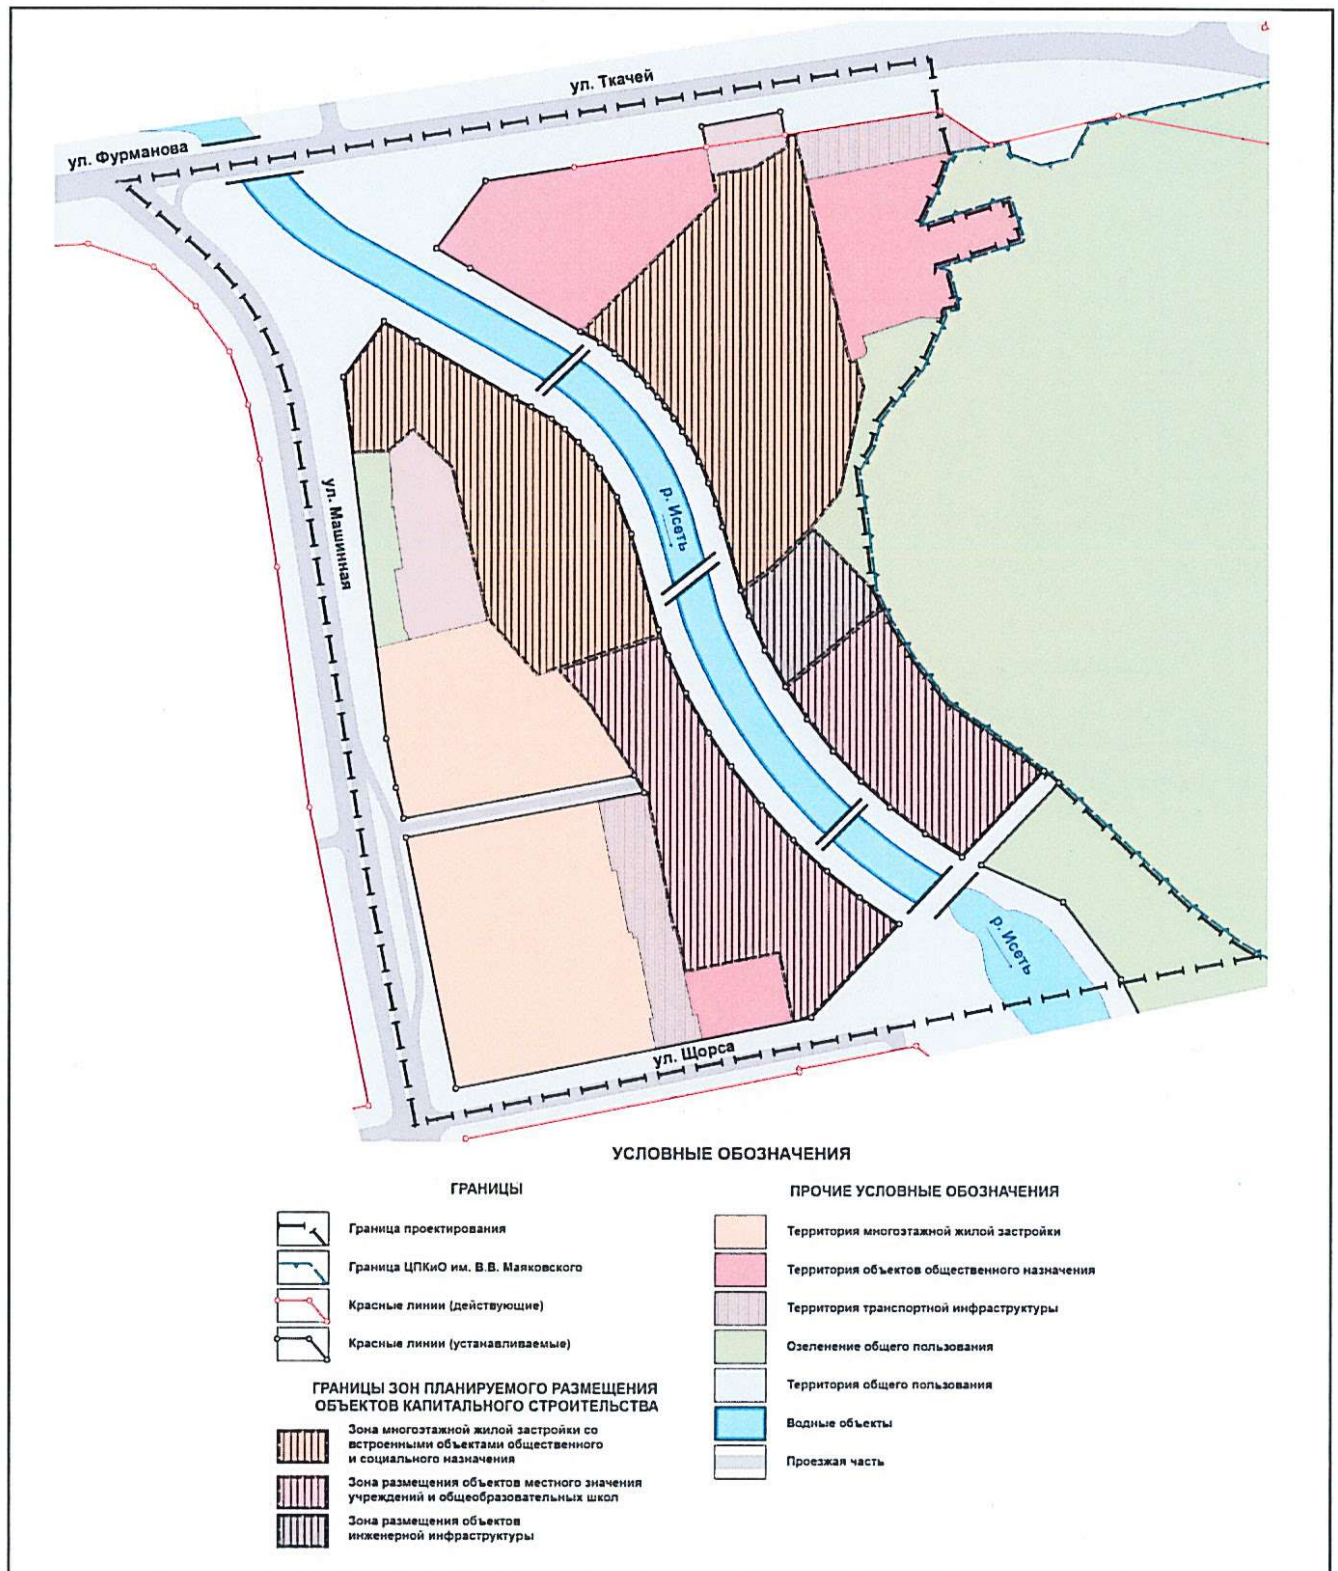 ул. Ткачей
ул. Фурманова
ул. Машинная
р. Исеть
р. Исеть
ул. Щорса
УСЛОВНЫЕ ОБОЗНАЧЕНИЯ
ГРАНИЦЫ
Граница проектирования
Граница ЦПКиО им. В.В. Маяковского
Красные линии (действующие)
Красные линии (устанавливаемые)
ГРАНИЦЫ ЗОН ПЛАНИРУЕМОГО РАЗМЕЩЕНИЯ
ОБЪЕКТОВ КАПИТАЛЬНОГО СТРОИТЕЛЬСТВА
Зона многоэтажной жилой застройки со
встроенными объектами общественного
и социального назначения
Зона размещения объектов местного значения
учреждений и общеобразовательных школ
Зона размещения объектов
инженерной инфраструктуры
ПРОЧИЕ УСЛОВНЫЕ ОБОЗНАЧЕНИЯ
Территория многоэтажной жилой застройки
Территория объектов общественного назначения
Территория транспортной инфраструктуры
Озеленение общего пользования
Территория общего пользования
Водные объекты
Проезжая часть